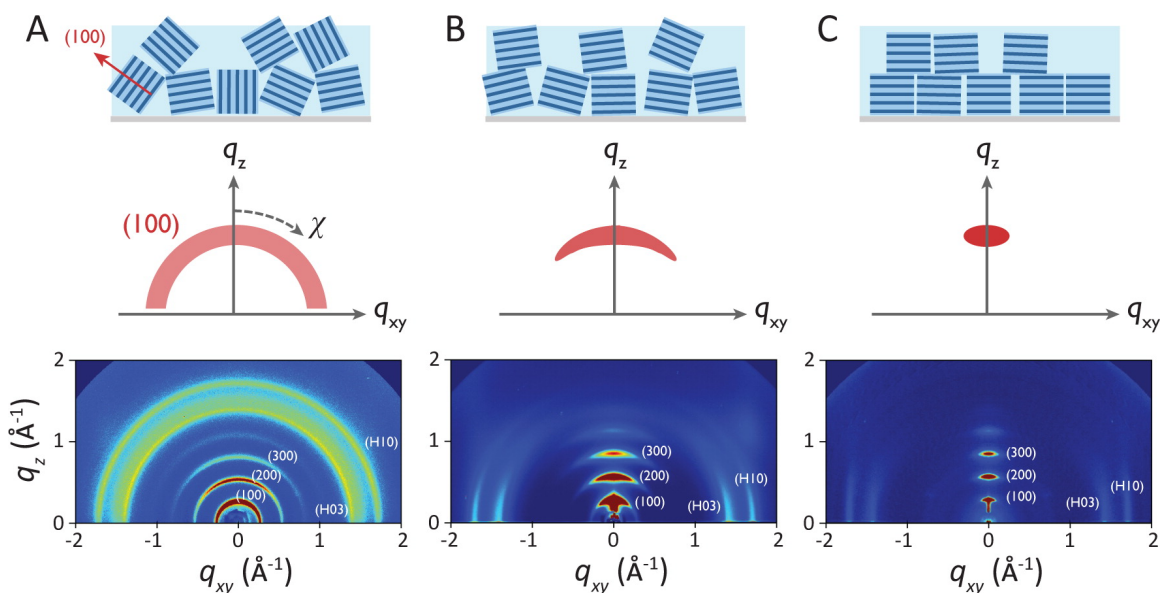 A
(100)
B
C
q_z
(100)
χ
q_xy
q_z
q_xy
q_z
q_xy
2
1
0
q_z (Å⁻¹)
(H10)
(300)
(200)
(100)
(H03)
-2
-1
0
1
2
q_xy (Å⁻¹)
2
1
0
(300)
(200)
(H10)
(100)
(H03)
-2
-1
0
1
2
q_xy (Å⁻¹)
2
1
0
(300)
(200)
(H10)
(100)
(H03)
-2
-1
0
1
2
q_xy (Å⁻¹)